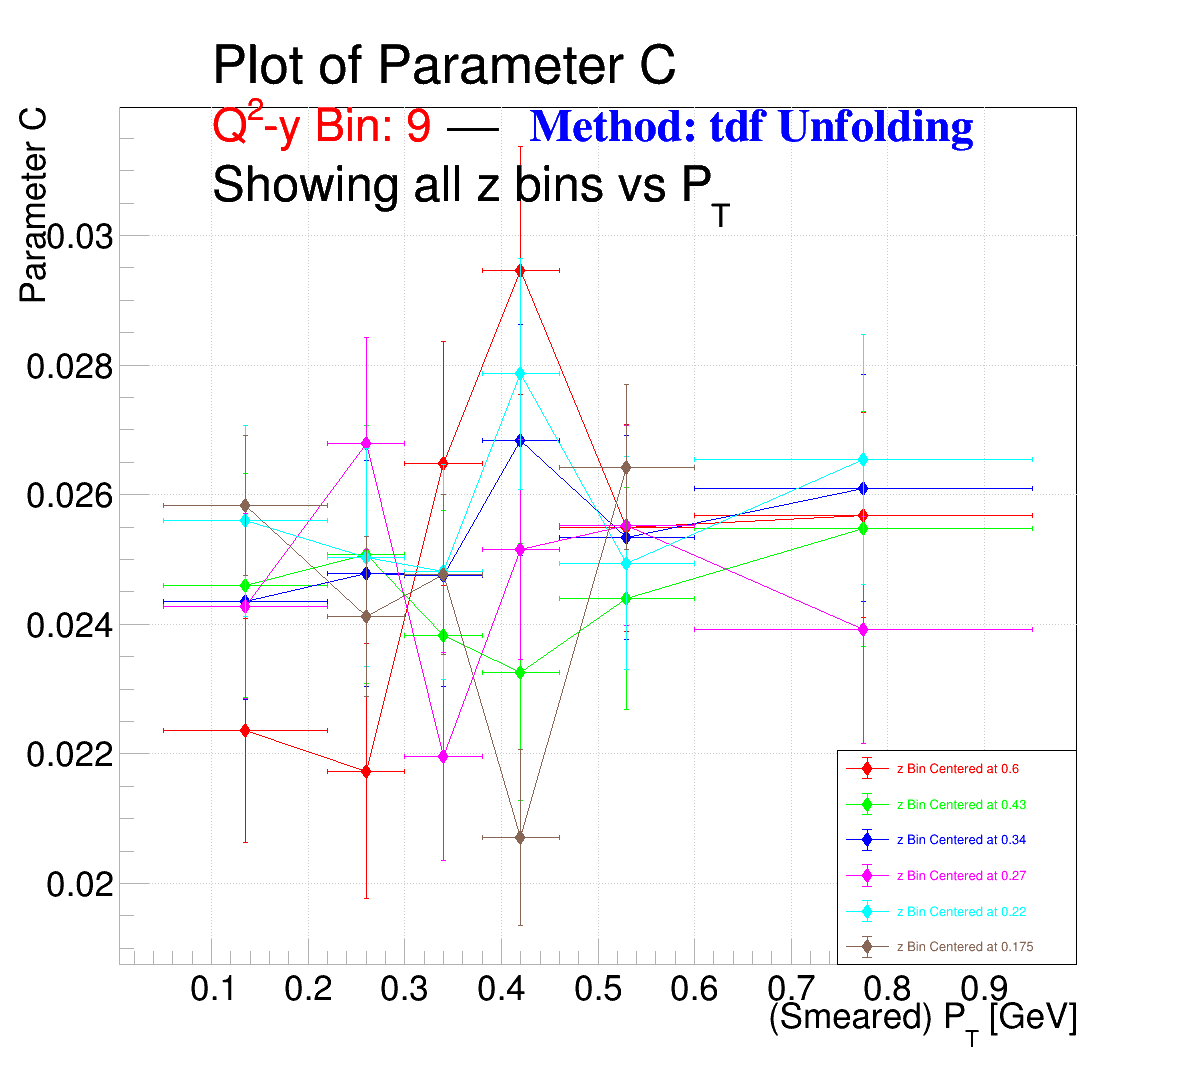 Plot of Parameter C
Q²-y Bin: 9 — Method: tdf Unfolding
Showing all z bins vs P_T
Parameter C
0.03
0.028
0.026
0.024
0.022
0.02
z Bin Centered at 0.6
z Bin Centered at 0.43
z Bin Centered at 0.34
z Bin Centered at 0.27
z Bin Centered at 0.22
z Bin Centered at 0.175
0.1 0.2 0.3 0.4 0.5 0.6 0.7 0.8 0.9
(Smeared) P_T [GeV]